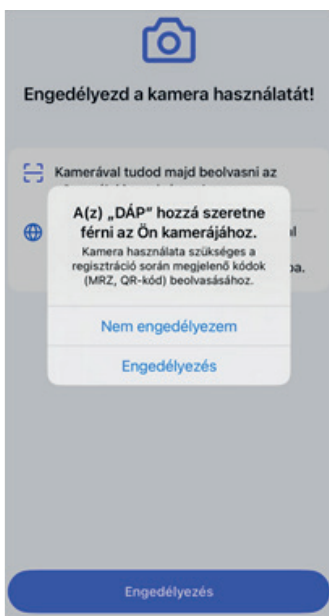 Engedélyezd a kamera használatát!
Kamerával tudod majd beolvasni az
A(z) „DÁP” hozzá szeretne
férni az Ön kamerájához.
Kamera használata szükséges a
regisztráció során megjelenő kódok
(MRZ, QR-kód) beolvasásához.
Nem engedélyezem
Engedélyezés
Engedélyezés